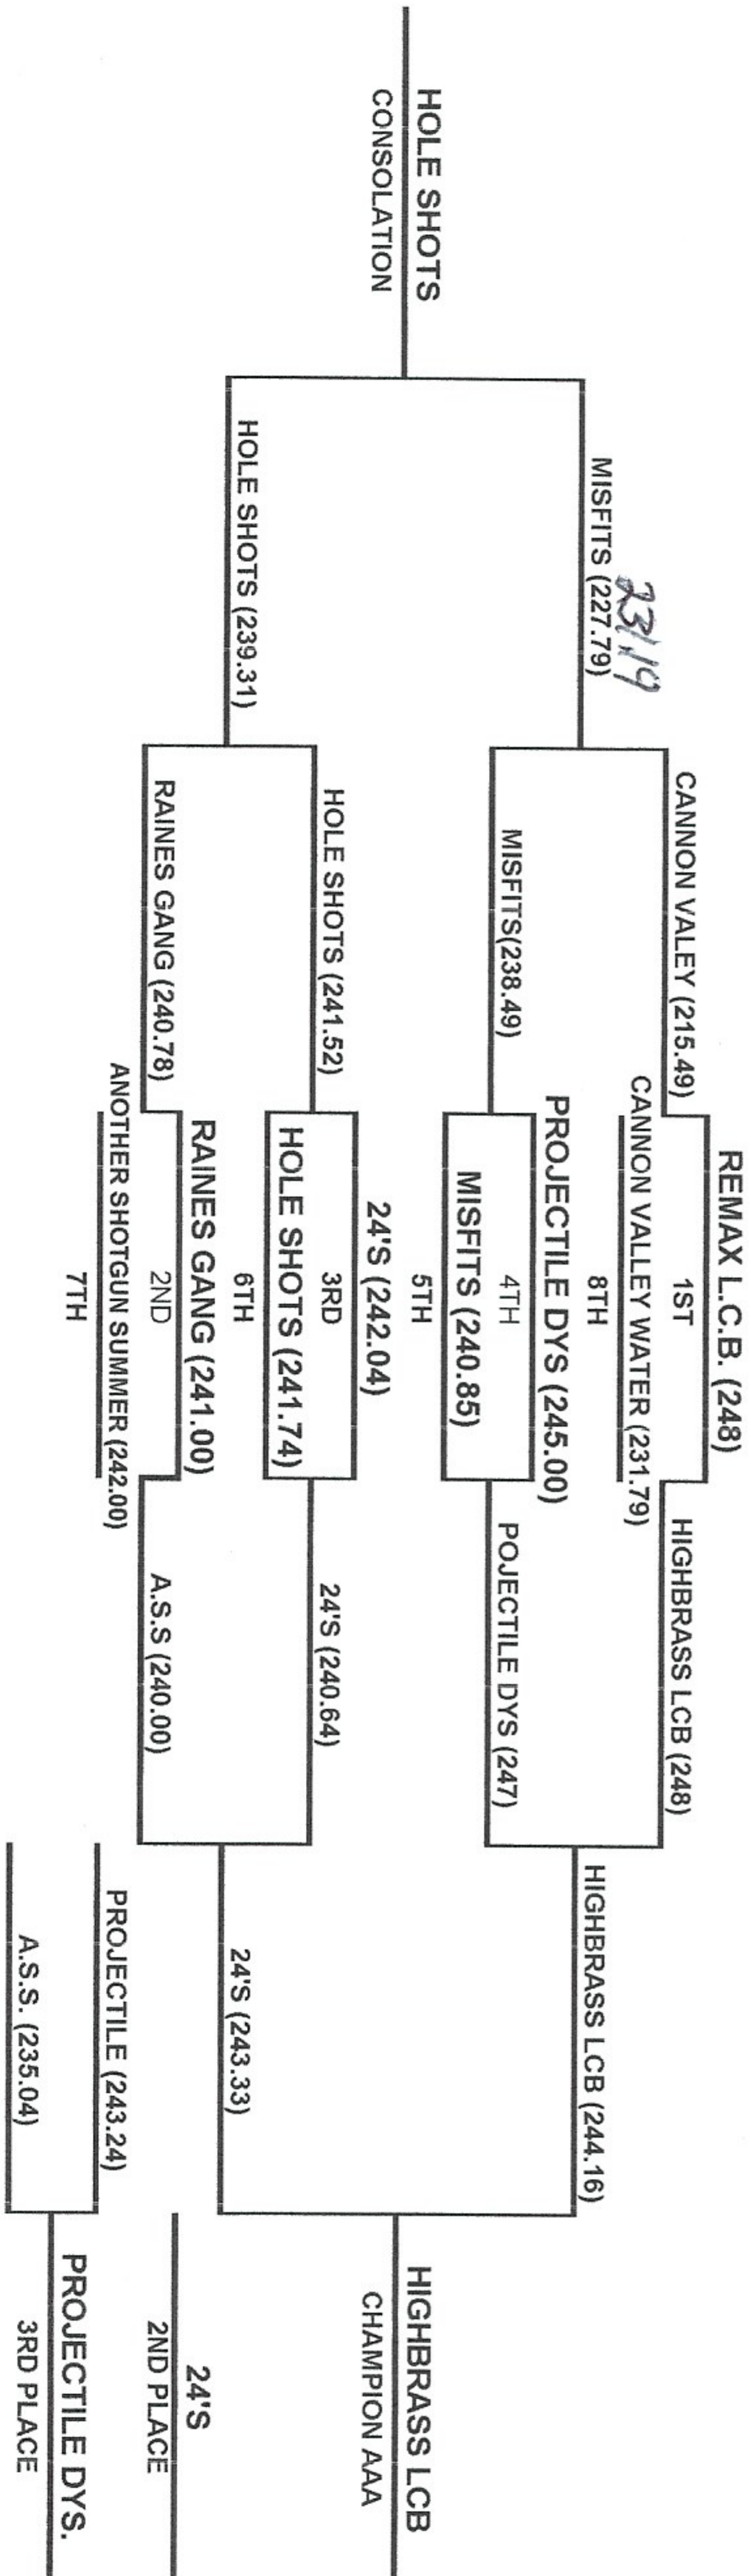 REMAX L.C.B. (248)
1ST
CANNON VALEY (215.49)
HIGHBRASS LCB (248)
CANNON VALLEY WATER (231.79)
8TH
23119
MISFITS (227.79)
HIGHBRASS LCB (244.16)
PROJECTILE DYS (245.00)
4TH
MISFITS(238.49)
POJECTILE DYS (247)
MISFITS (240.85)
5TH
HOLE SHOTS
CONSOLATION
HIGHBRASS LCB
CHAMPION AAA
24'S (242.04)
3RD
HOLE SHOTS (241.52)
24'S (240.64)
HOLE SHOTS (241.74)
6TH
HOLE SHOTS (239.31)
24'S (243.33)
RAINES GANG (241.00)
2ND
RAINES GANG (240.78)
A.S.S (240.00)
ANOTHER SHOTGUN SUMMER (242.00)
7TH
24'S
2ND PLACE
PROJECTILE (243.24)
A.S.S. (235.04)
PROJECTILE DYS.
3RD PLACE